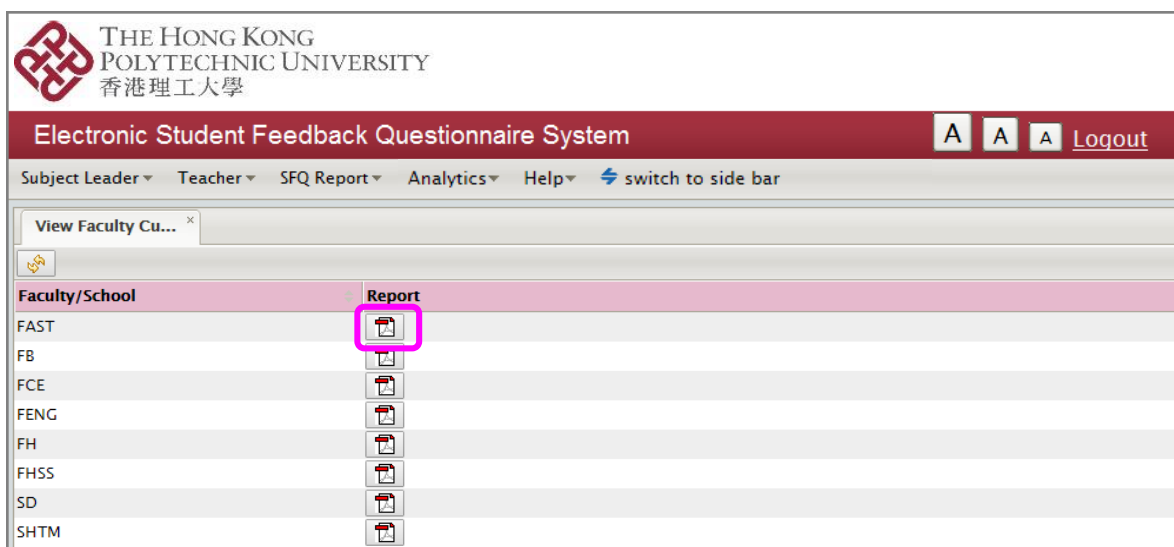 THE HONG KONG
POLYTECHNIC UNIVERSITY
香港理工大學
Electronic Student Feedback Questionnaire System A A A Logout
Subject Leader Teacher SFQ Report Analytics Help switch to side bar
View Faculty Cu... ×
Faculty/School Report
FAST
FB
FCE
FENG
FH
FHSS
SD
SHTM